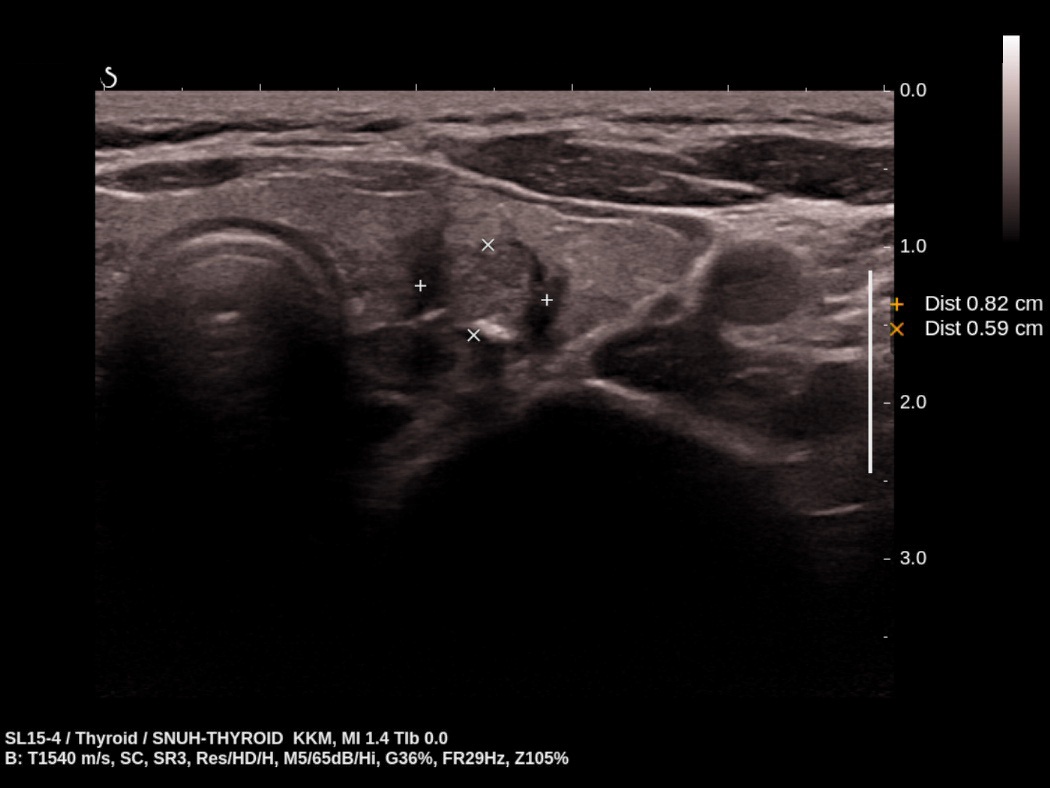 S
0.0
1.0
+ Dist 0.82 cm
× Dist 0.59 cm
2.0
3.0
SL15-4 / Thyroid / SNUH-THYROID KKM, MI 1.4 TIb 0.0
B: T1540 m/s, SC, SR3, Res/HD/H, M5/65dB/Hi, G36%, FR29Hz, Z105%